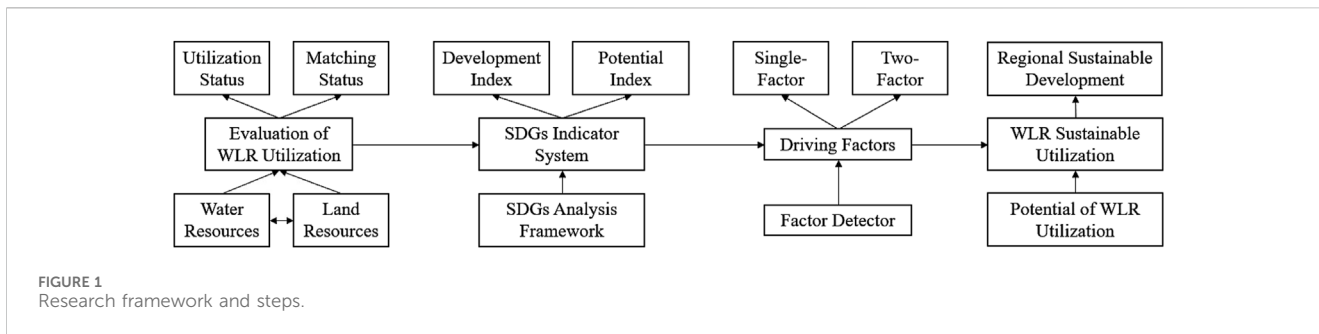 Utilization
Status
Matching
Status
Development
Index
Potential
Index
Single-
Factor
Two-
Factor
Regional Sustainable
Development
Evaluation of
WLR Utilization
SDGs Indicator
System
Driving Factors
WLR Sustainable
Utilization
Water
Resources
Land
Resources
SDGs Analysis
Framework
Factor Detector
Potential of WLR
Utilization
FIGURE 1
Research framework and steps.